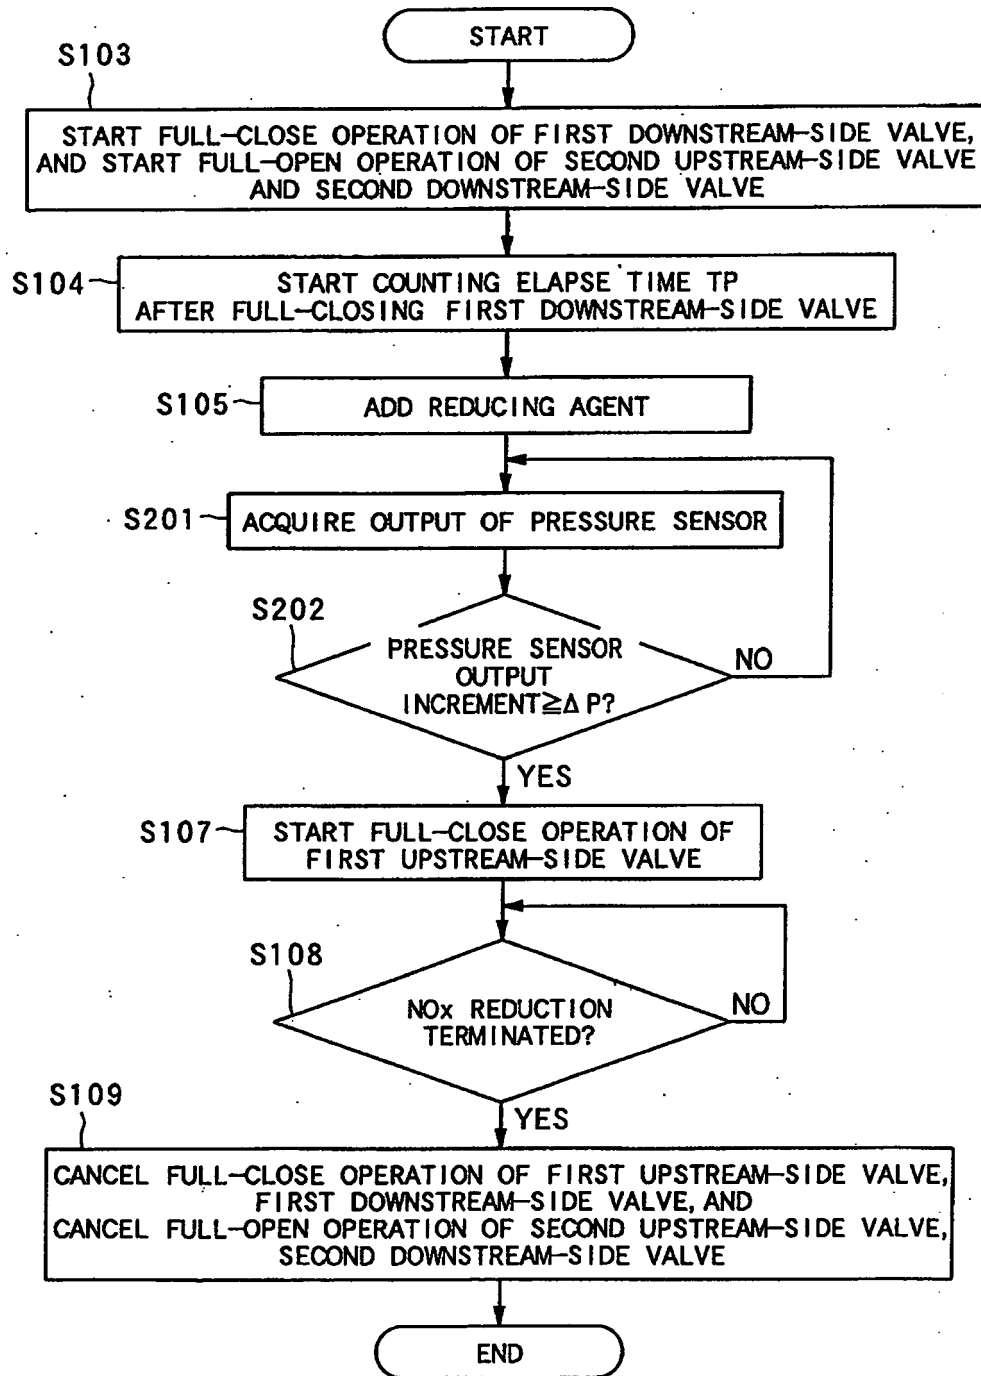 START
S103
START FULL-CLOSE OPERATION OF FIRST DOWNSTREAM-SIDE VALVE,
AND START FULL-OPEN OPERATION OF SECOND UPSTREAM-SIDE VALVE
AND SECOND DOWNSTREAM-SIDE VALVE
S104
START COUNTING ELAPSE TIME TP
AFTER FULL-CLOSING FIRST DOWNSTREAM-SIDE VALVE
S105
ADD REDUCING AGENT
S201
ACQUIRE OUTPUT OF PRESSURE SENSOR
S202
PRESSURE SENSOR
OUTPUT
INCREMENT≧Δ P?
NO
YES
S107
START FULL-CLOSE OPERATION OF
FIRST UPSTREAM-SIDE VALVE
S108
NOx REDUCTION
TERMINATED?
NO
YES
S109
CANCEL FULL-CLOSE OPERATION OF FIRST UPSTREAM-SIDE VALVE,
FIRST DOWNSTREAM-SIDE VALVE, AND
CANCEL FULL-OPEN OPERATION OF SECOND UPSTREAM-SIDE VALVE,
SECOND DOWNSTREAM-SIDE VALVE
END